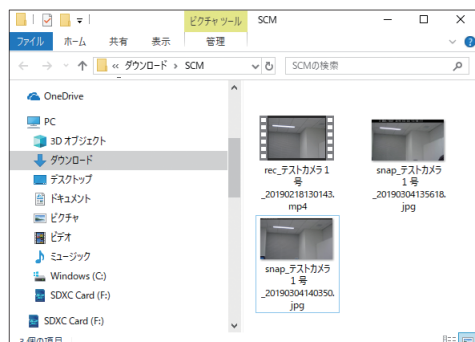 ピクチャ ツール
SCM
ファイル
ホーム
共有
表示
管理
« ダウンロード › SCM
SCMの検索
OneDrive
PC
3D オブジェクト
ダウンロード
デスクトップ
ドキュメント
ピクチャ
ビデオ
ミュージック
Windows (C:)
SDXC Card (F:)
SDXC Card (F:)
rec_テストカメラ 1
号
_20190218130143.
mp4
snap_テストカメラ
1 号
_20190304135618.
jpg
snap_テストカメラ
1 号
_20190304140350.
jpg
3 個の項目